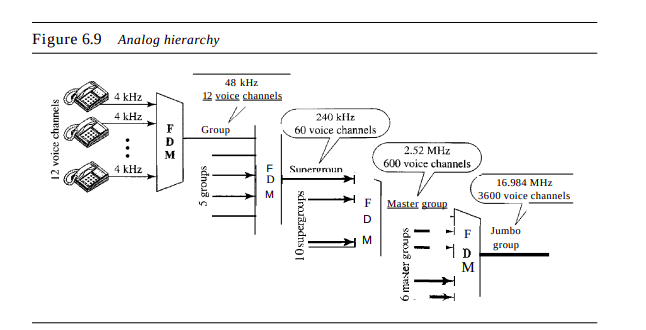 Figure 6.9 Analog hierarchy
48 kHz
12 voice channels
4 kHz
4 kHz
4 kHz
12 voice channels
F
D
M
Group
5 groups
F
D
M
240 kHz
60 voice channels
Supergroup
10 supergroups
F
D
M
2.52 MHz
600 voice channels
Master group
6 master groups
F
D
M
16.984 MHz
3600 voice channels
Jumbo
group